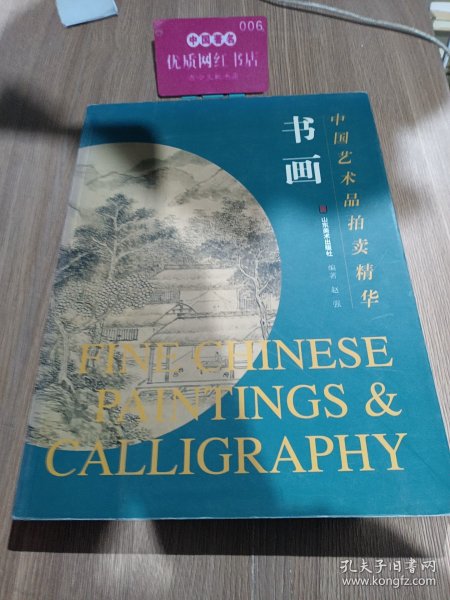 006
中国著名
优质网红书店
中国艺术品拍卖精华
书画
山东美术出版社
编著 赵强
FINE CHINESE
PAINTINGS &
CALLIGRAPHY
孔夫子旧书网
www.kongfz.com